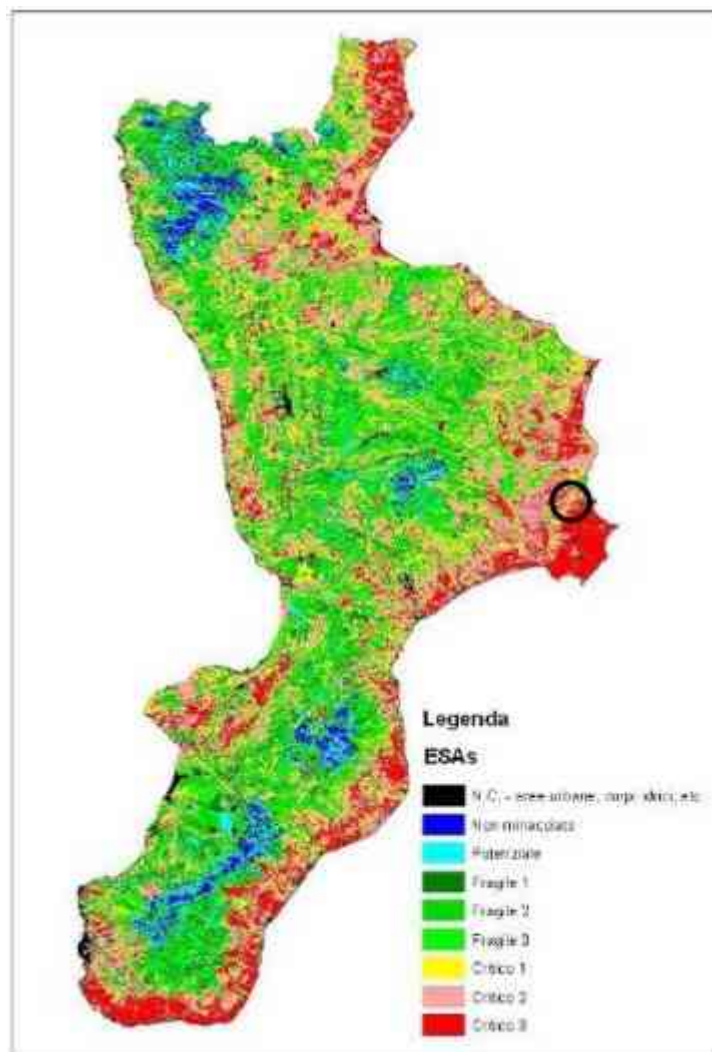 Legenda
ESAs
N.C. - aree urbane, corpi idrici, etc
Non minacciato
Potenziale
Fragile 1
Fragile 2
Fragile 3
Critico 1
Critico 2
Critico 3